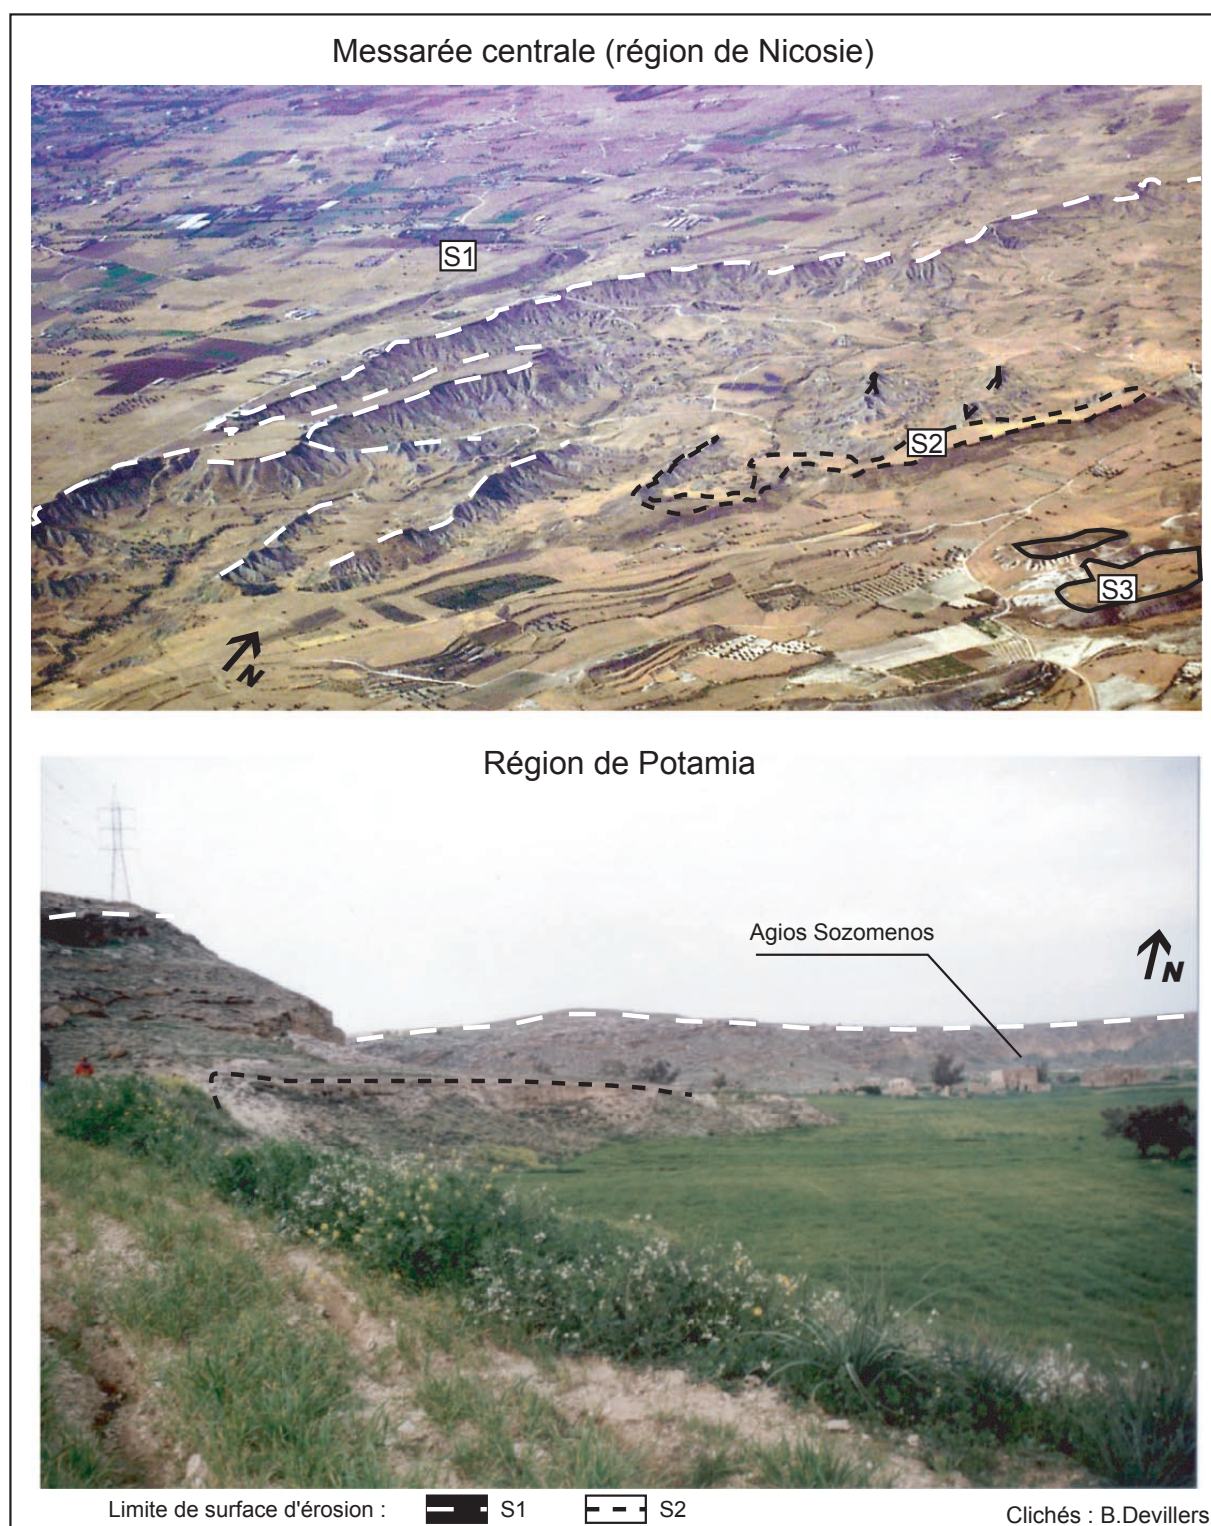 Messarée centrale (région de Nicosie)
S1
S2
S3
N
Région de Potamia
Agios Sozomenos
N
Limite de surface d'érosion : S1 S2
Clichés : B.Devillers